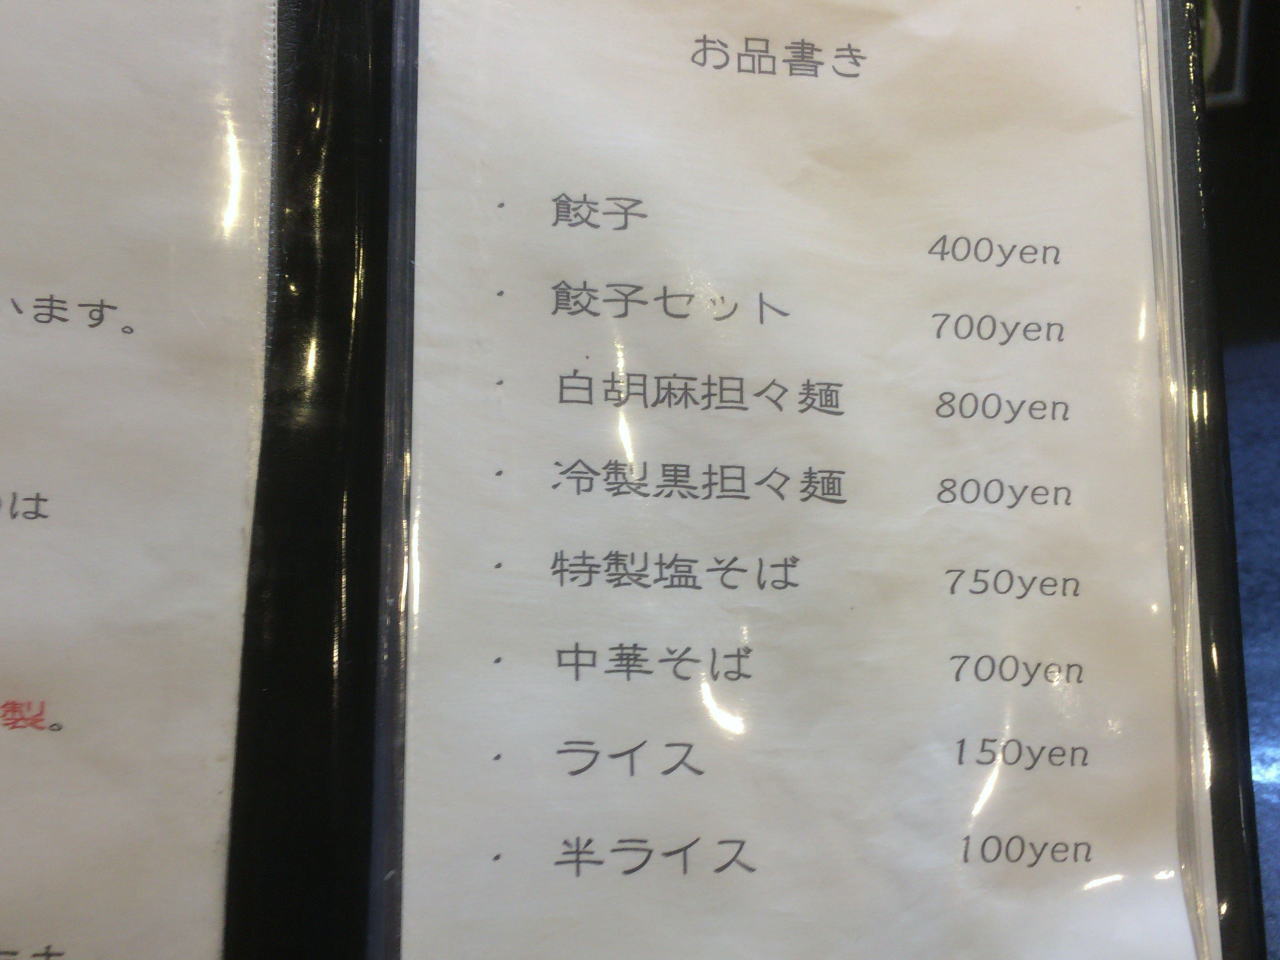 います。
は
製。
お品書き
・ 餃子 400yen
・ 餃子セット 700yen
・ 白胡麻担々麺 800yen
・ 冷製黒担々麺 800yen
・ 特製塩そば 750yen
・ 中華そば 700yen
・ ライス 150yen
・ 半ライス 100yen